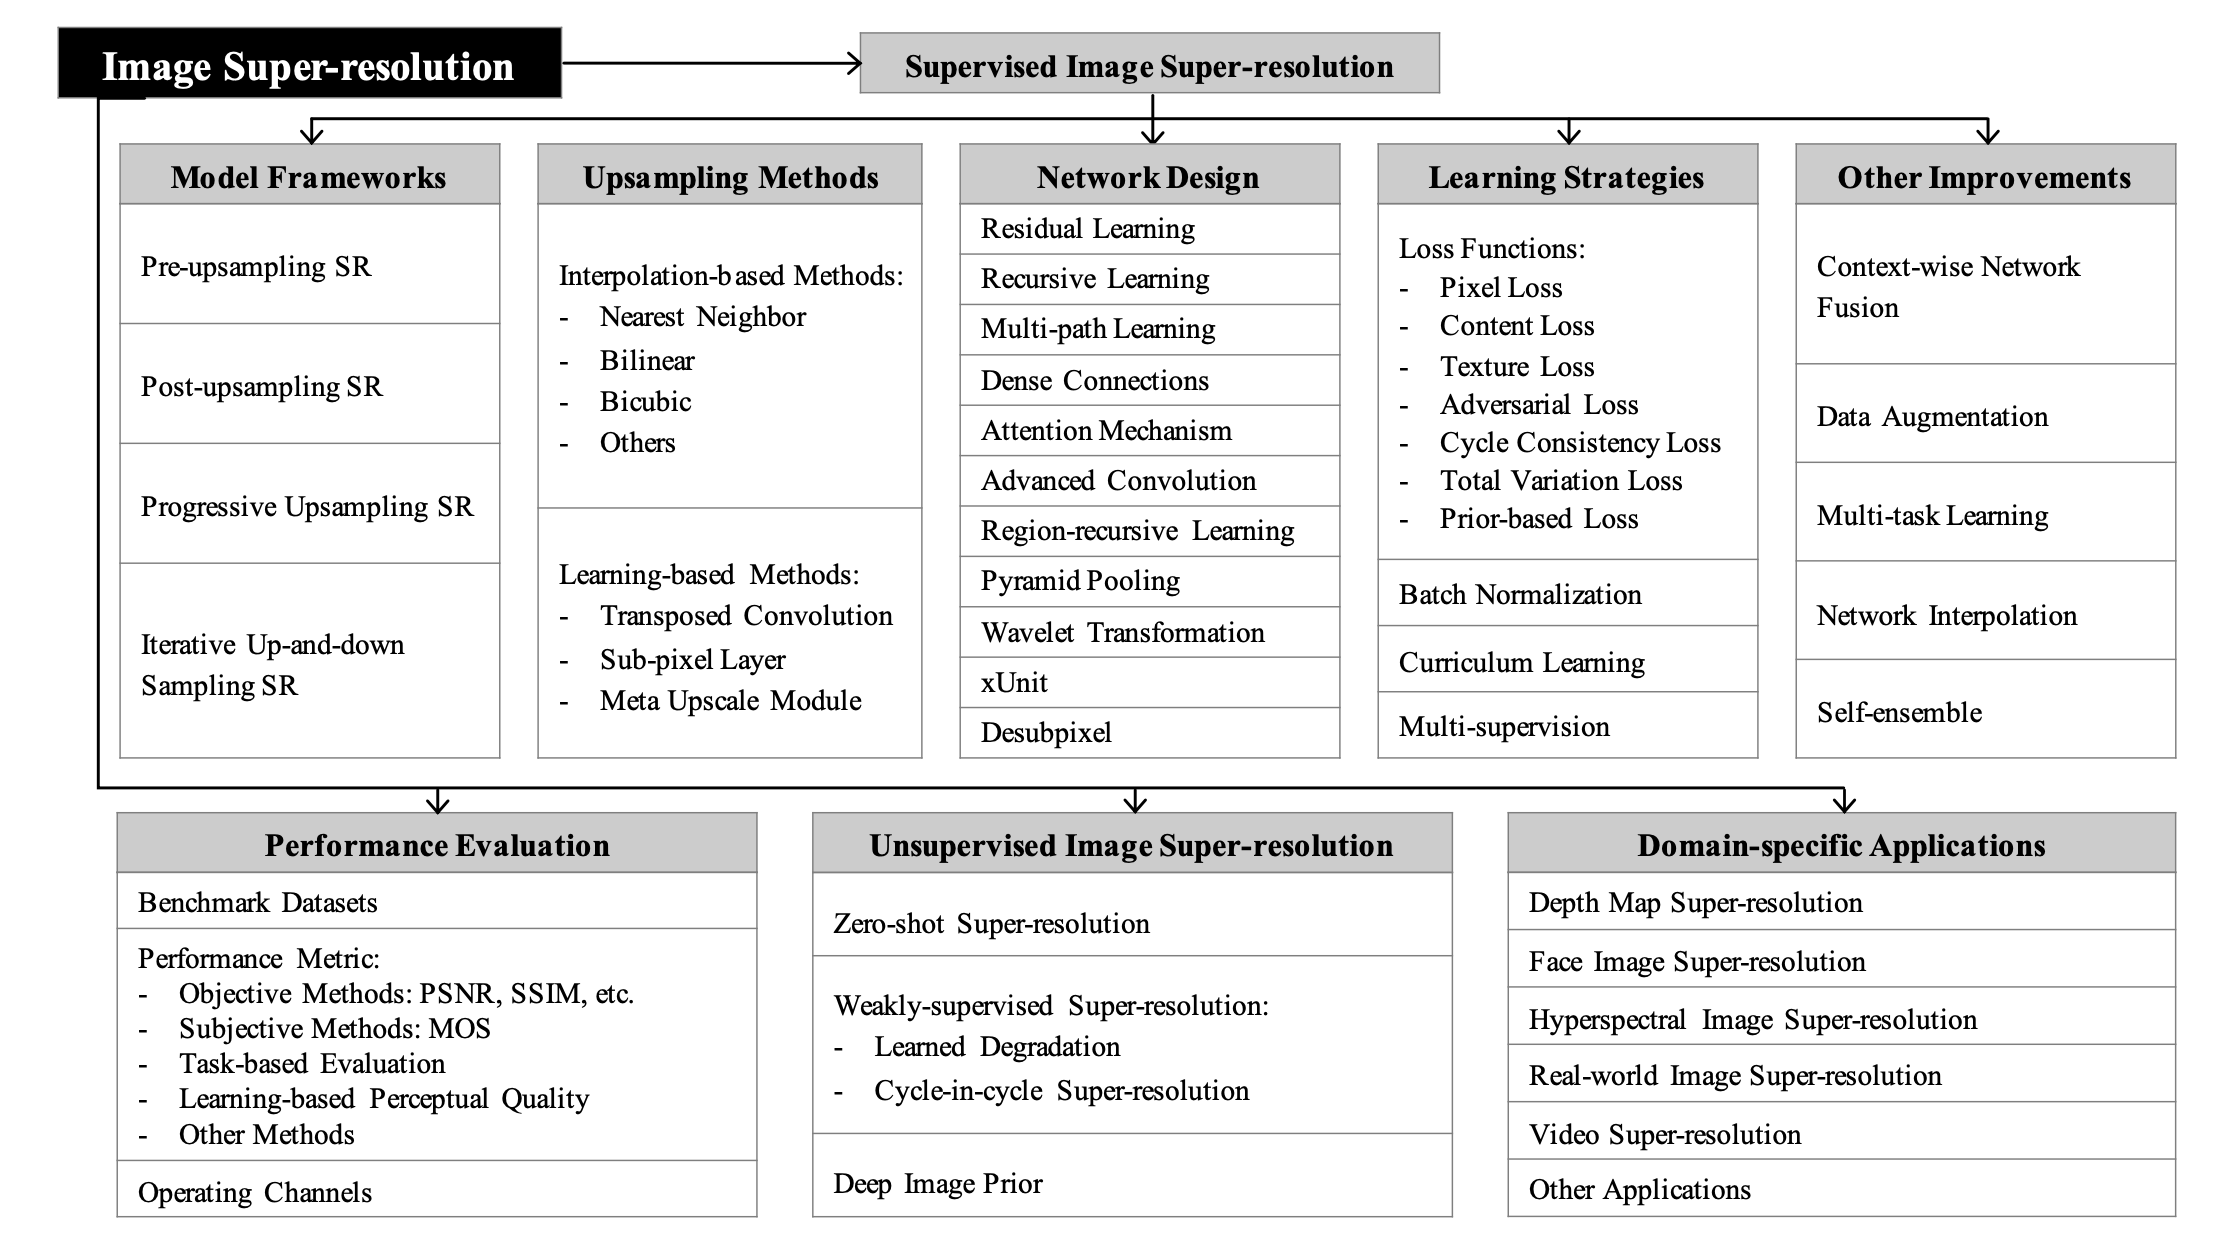 Image Super-resolution
Supervised Image Super-resolution
Model Frameworks
Pre-upsampling SR
Post-upsampling SR
Progressive Upsampling SR
Iterative Up-and-down
Sampling SR
Upsampling Methods
Interpolation-based Methods:
- Nearest Neighbor
- Bilinear
- Bicubic
- Others
Learning-based Methods:
- Transposed Convolution
- Sub-pixel Layer
- Meta Upscale Module
Network Design
Residual Learning
Recursive Learning
Multi-path Learning
Dense Connections
Attention Mechanism
Advanced Convolution
Region-recursive Learning
Pyramid Pooling
Wavelet Transformation
xUnit
Desubpixel
Learning Strategies
Loss Functions:
- Pixel Loss
- Content Loss
- Texture Loss
- Adversarial Loss
- Cycle Consistency Loss
- Total Variation Loss
- Prior-based Loss
Batch Normalization
Curriculum Learning
Multi-supervision
Other Improvements
Context-wise Network
Fusion
Data Augmentation
Multi-task Learning
Network Interpolation
Self-ensemble
Performance Evaluation
Benchmark Datasets
Performance Metric:
- Objective Methods: PSNR, SSIM, etc.
- Subjective Methods: MOS
- Task-based Evaluation
- Learning-based Perceptual Quality
- Other Methods
Operating Channels
Unsupervised Image Super-resolution
Zero-shot Super-resolution
Weakly-supervised Super-resolution:
- Learned Degradation
- Cycle-in-cycle Super-resolution
Deep Image Prior
Domain-specific Applications
Depth Map Super-resolution
Face Image Super-resolution
Hyperspectral Image Super-resolution
Real-world Image Super-resolution
Video Super-resolution
Other Applications